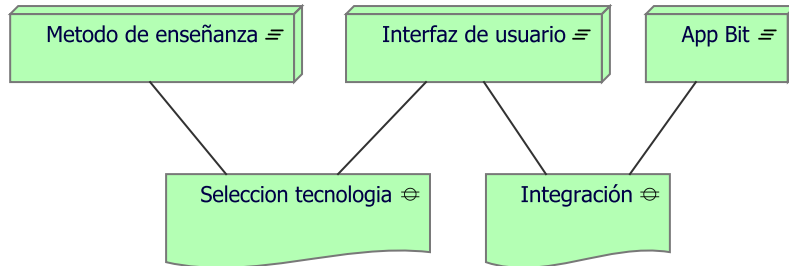 Metodo de enseñanza
Interfaz de usuario
App Bit
Seleccion tecnologia
Integración